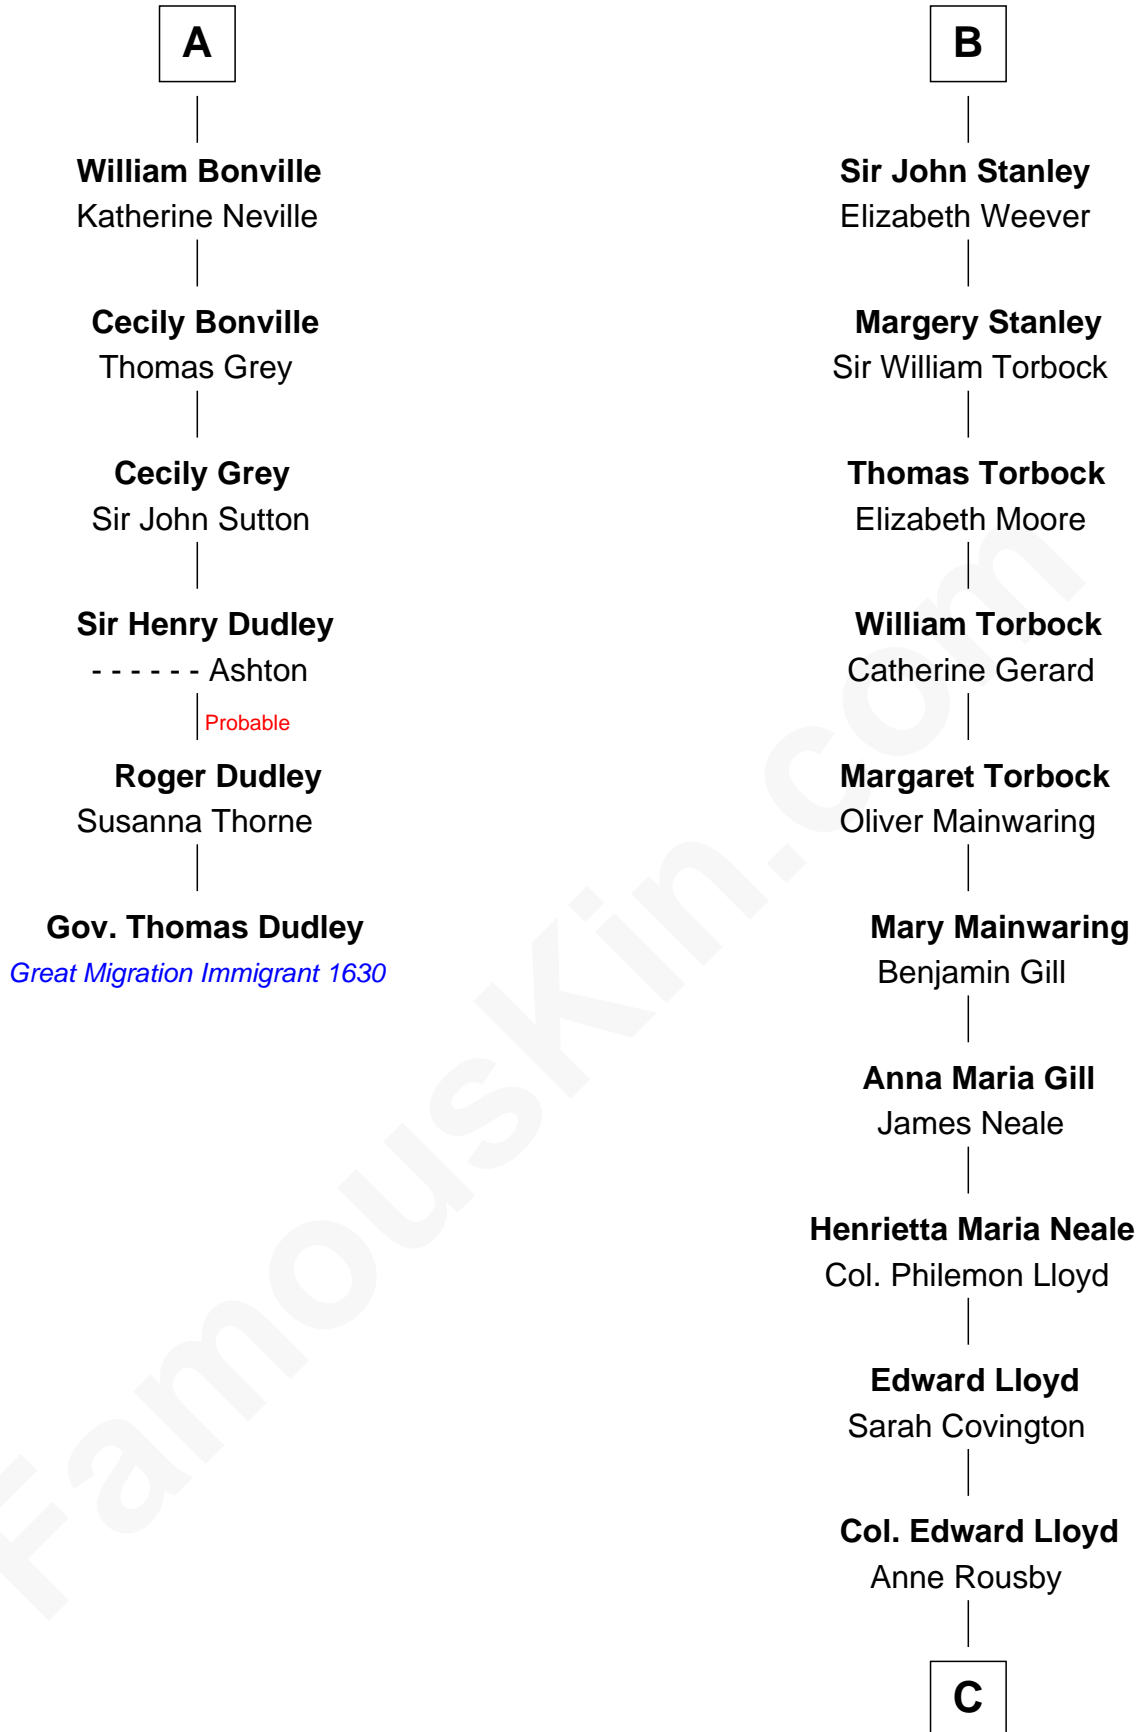 A
William Bonville
Katherine Neville
Cecily Bonville
Thomas Grey
Cecily Grey
Sir John Sutton
Sir Henry Dudley
- - - - - - Ashton
Probable
Roger Dudley
Susanna Thorne
Gov. Thomas Dudley
Great Migration Immigrant 1630
B
Sir John Stanley
Elizabeth Weever
Margery Stanley
Sir William Torbock
Thomas Torbock
Elizabeth Moore
William Torbock
Catherine Gerard
Margaret Torbock
Oliver Mainwaring
Mary Mainwaring
Benjamin Gill
Anna Maria Gill
James Neale
Henrietta Maria Neale
Col. Philemon Lloyd
Edward Lloyd
Sarah Covington
Col. Edward Lloyd
Anne Rousby
C
FamousKin.com